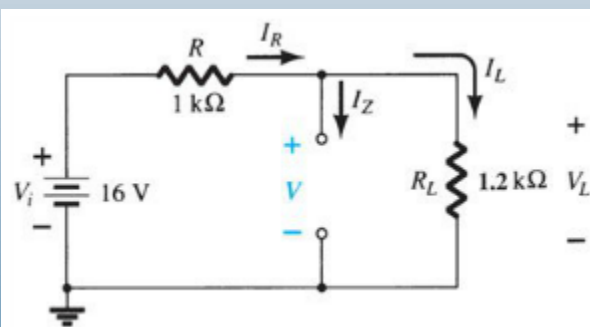 R
I_R
1 kΩ
I_Z
I_L
+
V_i
16 V
−
+
V
−
R_L
1.2 kΩ
+
V_L
−